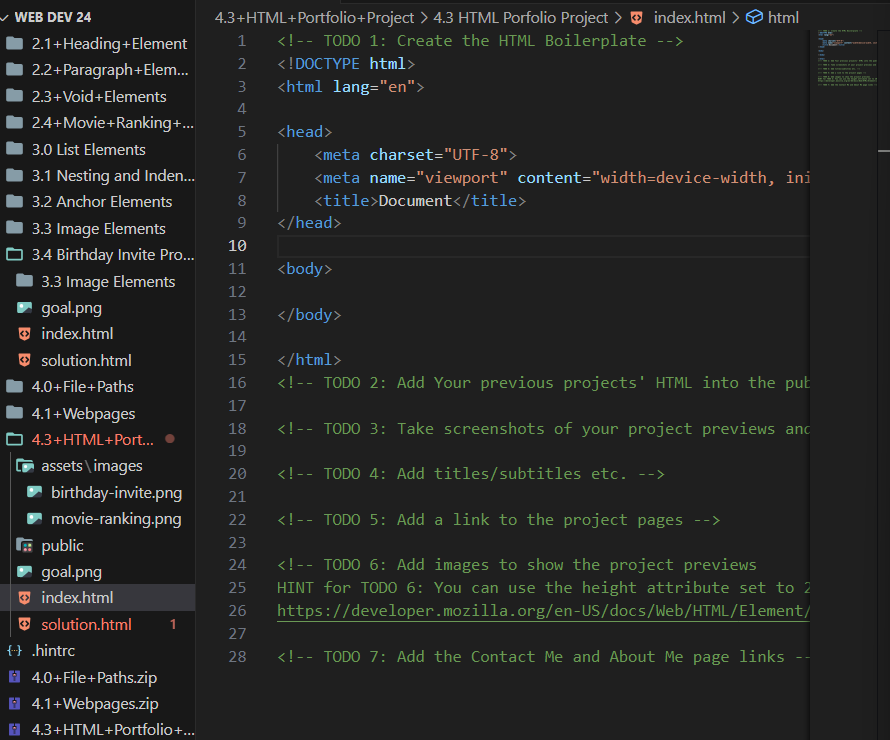 WEB DEV 24
2.1+Heading+Element
2.2+Paragraph+Elem...
2.3+Void+Elements
2.4+Movie+Ranking+...
3.0 List Elements
3.1 Nesting and Inden...
3.2 Anchor Elements
3.3 Image Elements
3.4 Birthday Invite Pro...
3.3 Image Elements
goal.png
index.html
solution.html
4.0+File+Paths
4.1+Webpages
4.3+HTML+Port...
assets\images
birthday-invite.png
movie-ranking.png
public
goal.png
index.html
solution.html 1
.hintrc
4.0+File+Paths.zip
4.1+Webpages.zip
4.3+HTML+Portfolio+...
4.3+HTML+Portfolio+Project > 4.3 HTML Porfolio Project > index.html > html
1 <!-- TODO 1: Create the HTML Boilerplate -->
2 <!DOCTYPE html>
3 <html lang="en">
4
5 <head>
6 <meta charset="UTF-8">
7 <meta name="viewport" content="width=device-width, ini
8 <title>Document</title>
9 </head>
10
11 <body>
12
13 </body>
14
15 </html>
16 <!-- TODO 2: Add Your previous projects' HTML into the pub
17
18 <!-- TODO 3: Take screenshots of your project previews and
19
20 <!-- TODO 4: Add titles/subtitles etc. -->
21
22 <!-- TODO 5: Add a link to the project pages -->
23
24 <!-- TODO 6: Add images to show the project previews
25 HINT for TODO 6: You can use the height attribute set to 2
26 https://developer.mozilla.org/en-US/docs/Web/HTML/Element/
27
28 <!-- TODO 7: Add the Contact Me and About Me page links --